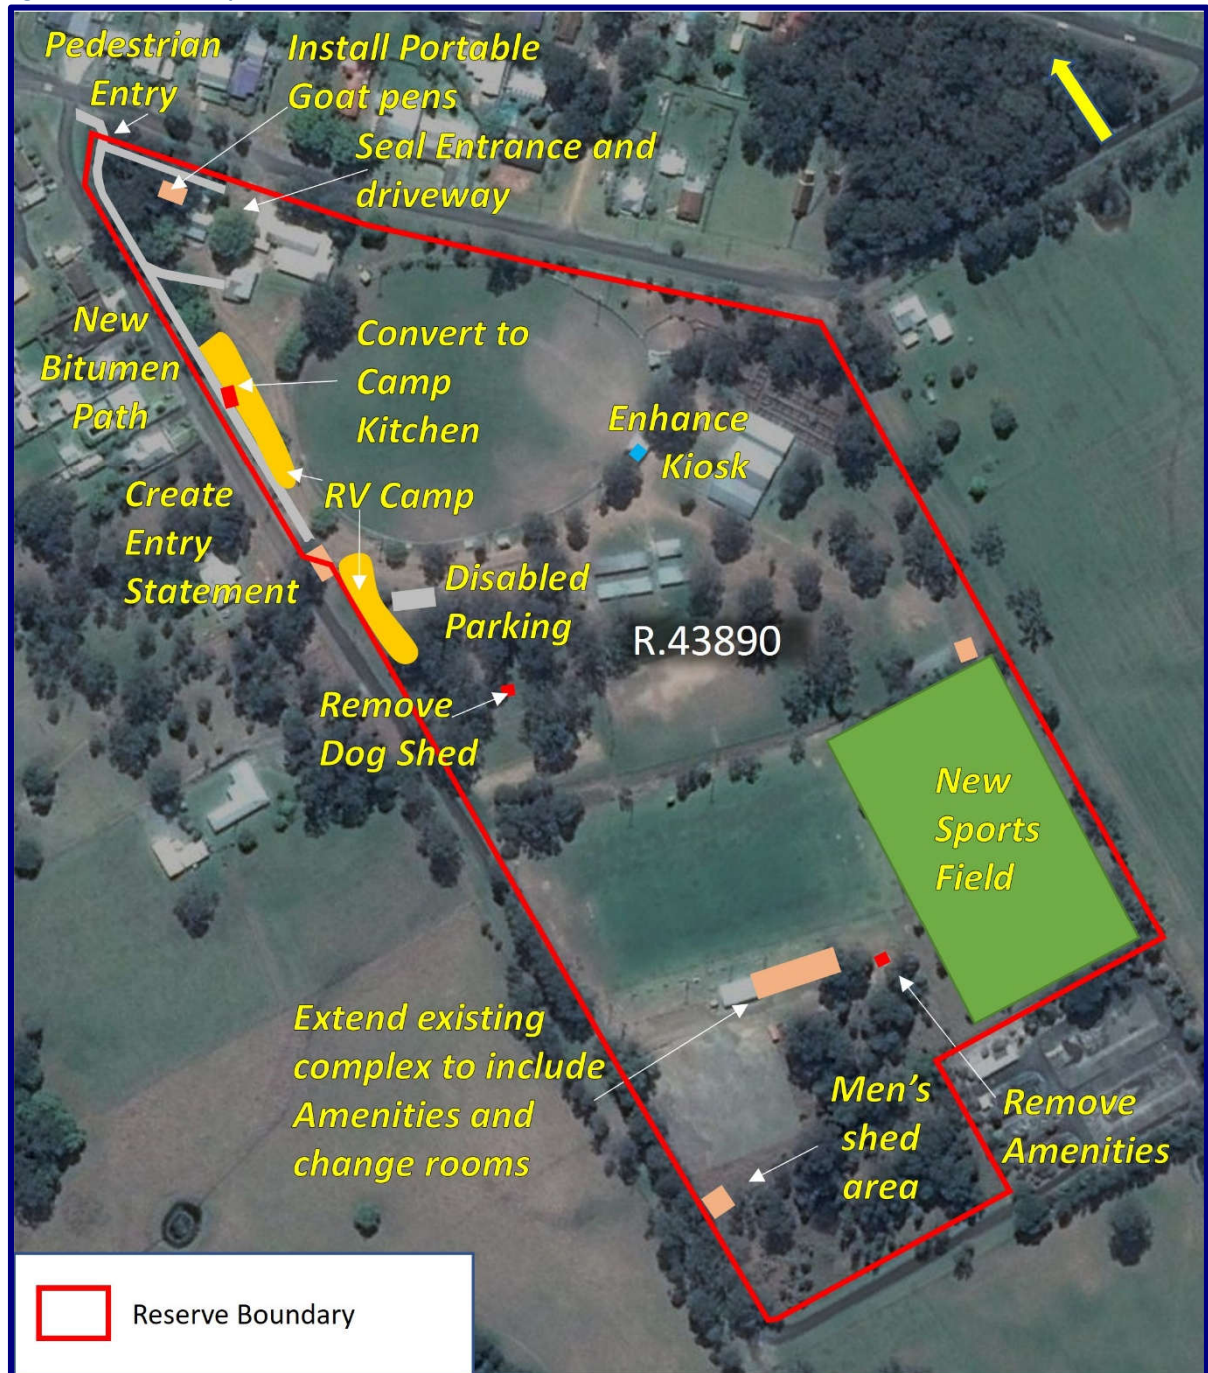 Pedestrian
Entry
Install Portable
Goat pens
Seal Entrance and
driveway
New
Bitumen
Path
Convert to
Camp
Kitchen
Enhance
Kiosk
Create
Entry
Statement
RV Camp
Disabled
Parking
R.43890
Remove
Dog Shed
New
Sports
Field
Extend existing
complex to include
Amenities and
change rooms
Men’s
shed
area
Remove
Amenities
Reserve Boundary